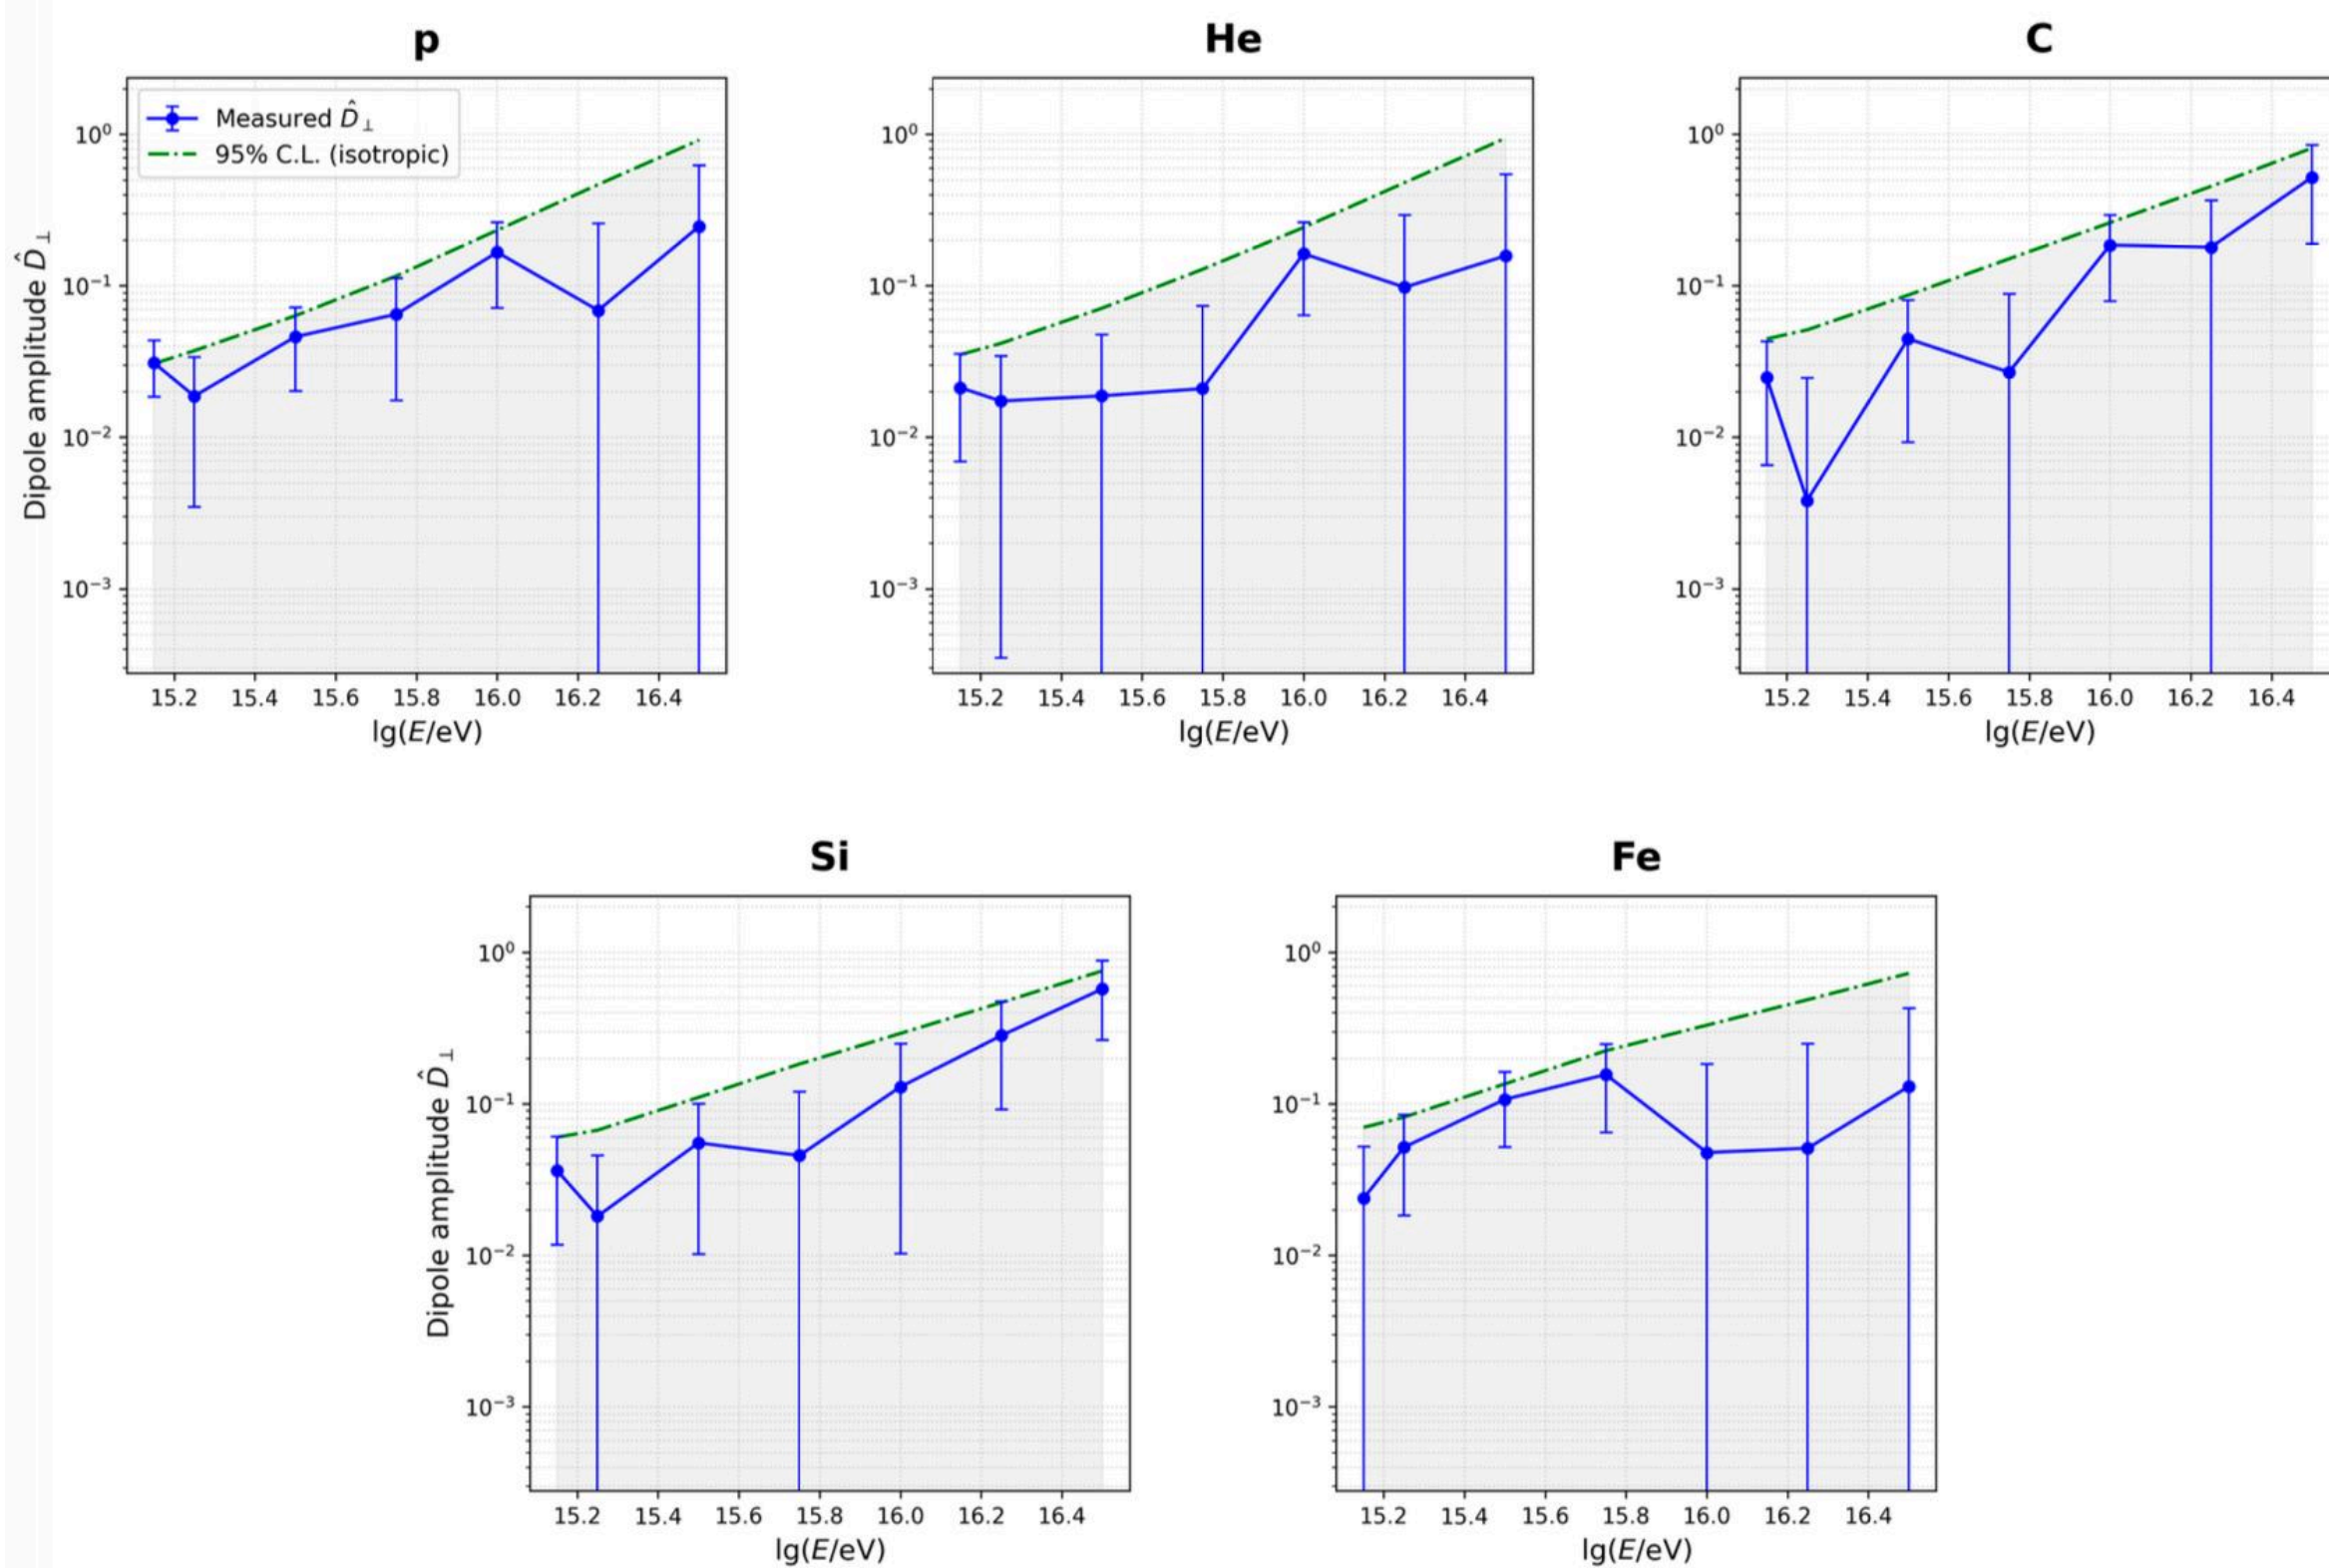 p
Measured D̂⊥
95% C.L. (isotropic)
Dipole amplitude D̂⊥
10⁰
10⁻¹
10⁻²
10⁻³
15.2 15.4 15.6 15.8 16.0 16.2 16.4
lg(E/eV)
He
10⁰
10⁻¹
10⁻²
10⁻³
15.2 15.4 15.6 15.8 16.0 16.2 16.4
lg(E/eV)
C
10⁰
10⁻¹
10⁻²
10⁻³
15.2 15.4 15.6 15.8 16.0 16.2 16.4
lg(E/eV)
Si
Dipole amplitude D̂⊥
10⁰
10⁻¹
10⁻²
10⁻³
15.2 15.4 15.6 15.8 16.0 16.2 16.4
lg(E/eV)
Fe
10⁰
10⁻¹
10⁻²
10⁻³
15.2 15.4 15.6 15.8 16.0 16.2 16.4
lg(E/eV)